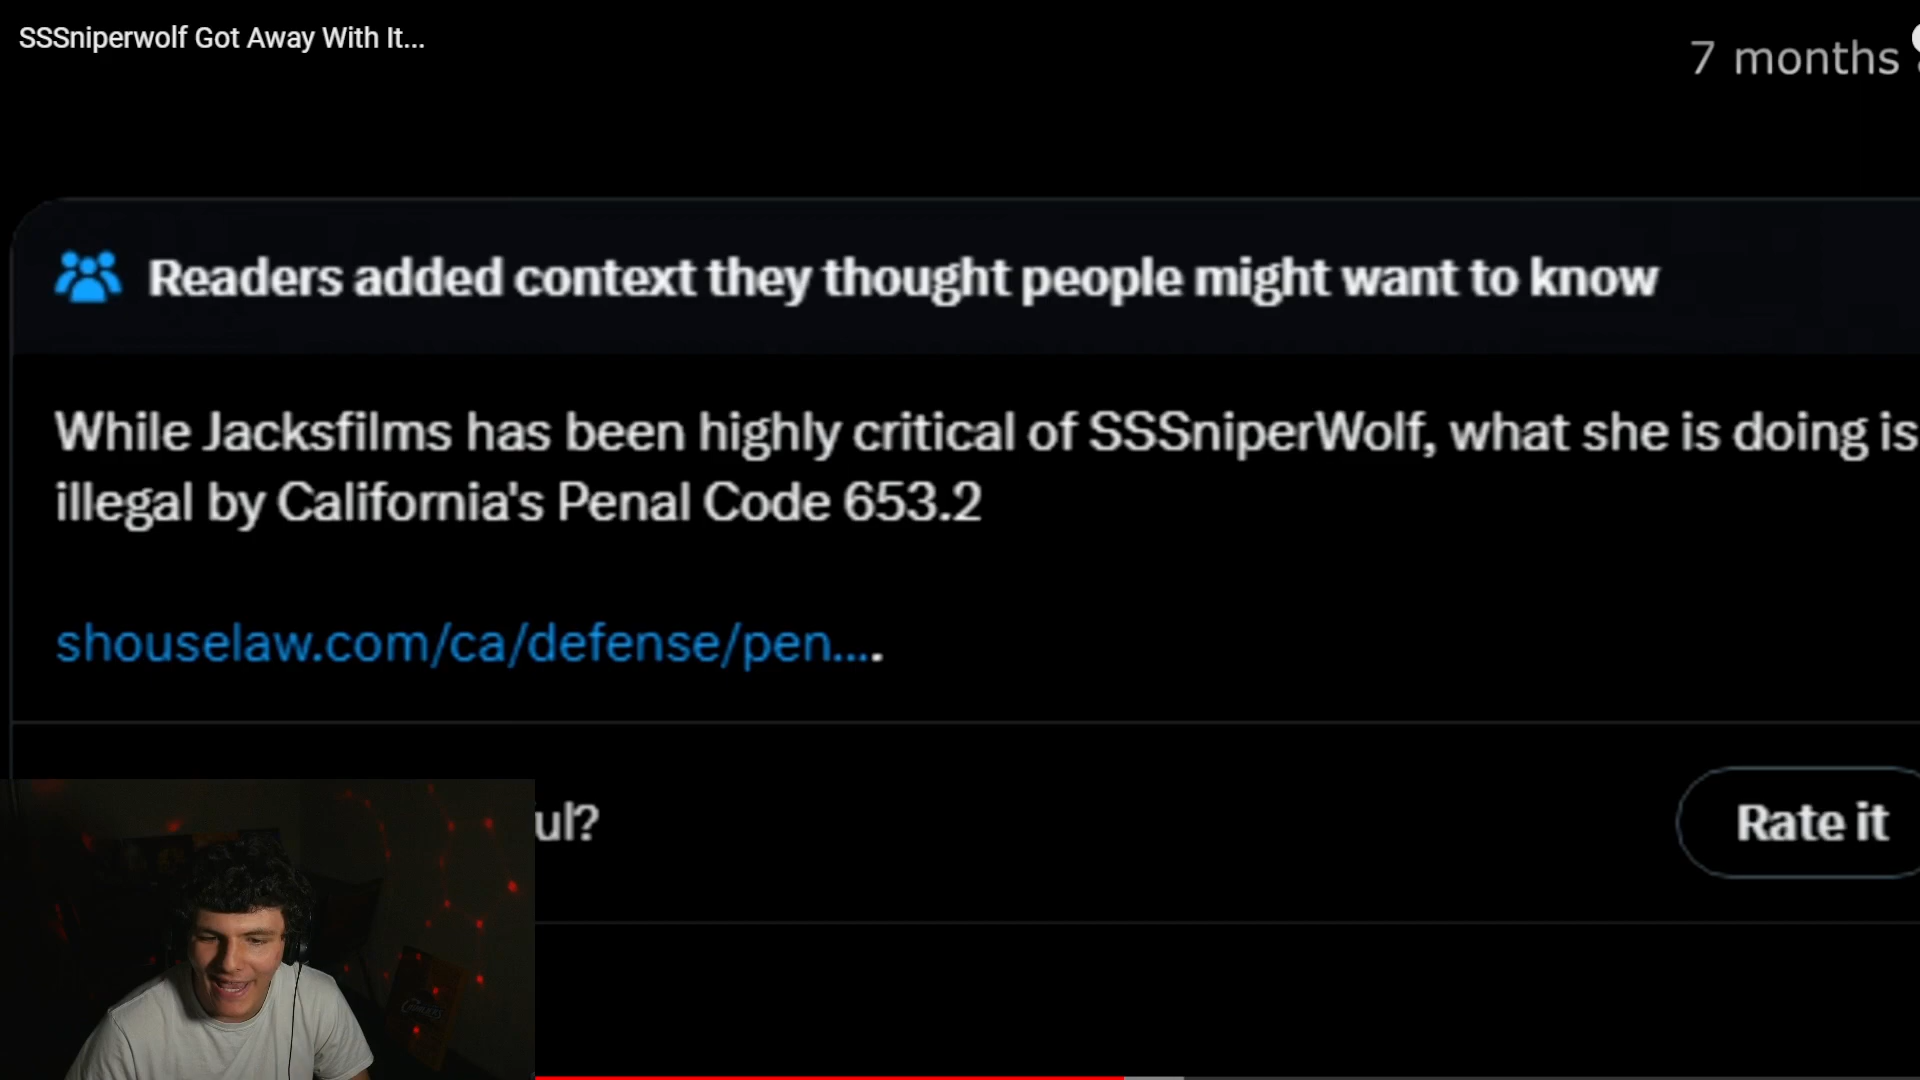 SSSniperwolf Got Away With It...
7 months
Readers added context they thought people might want to know
While Jacksfilms has been highly critical of SSSniperWolf, what she is doing is
illegal by California's Penal Code 653.2
shouselaw.com/ca/defense/pen....
ul?
Rate it
CAVALIERS